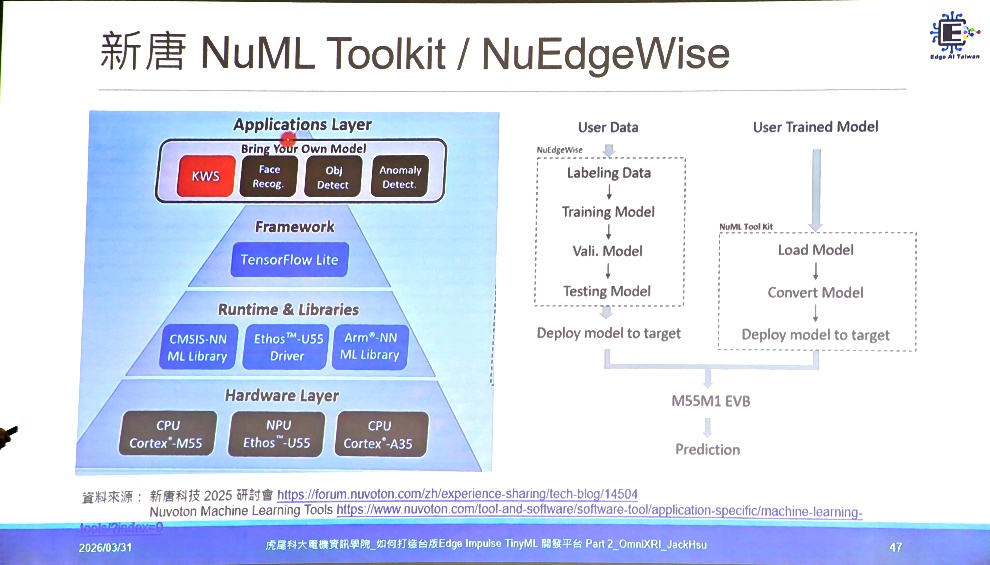 新唐 NuML Toolkit / NuEdgeWise
Edge AI Taiwan
Applications Layer
Bring Your Own Model
KWS
Face
Recog.
Obj
Detect
Anomaly
Detect.
Framework
TensorFlow Lite
Runtime & Libraries
CMSIS-NN
ML Library
Ethos™-U55
Driver
Arm®-NN
ML Library
Hardware Layer
CPU
Cortex®-M55
NPU
Ethos™-U55
CPU
Cortex®-A35
User Data
NuEdgeWise
Labeling Data
Training Model
Vali. Model
Testing Model
Deploy model to target
User Trained Model
NuML Tool Kit
Load Model
Convert Model
Deploy model to target
M55M1 EVB
Prediction
資料來源： 新唐科技 2025 研討會 https://forum.nuvoton.com/zh/experience-sharing/tech-blog/14504
Nuvoton Machine Learning Tools https://www.nuvoton.com/tool-and-software/software-tool/application-specific/machine-learning-
tools/?index=0
2026/03/31
虎尾科大電機資訊學院_如何打造台版Edge Impulse TinyML 開發平台 Part 2_OmniXRI_JackHsu
47